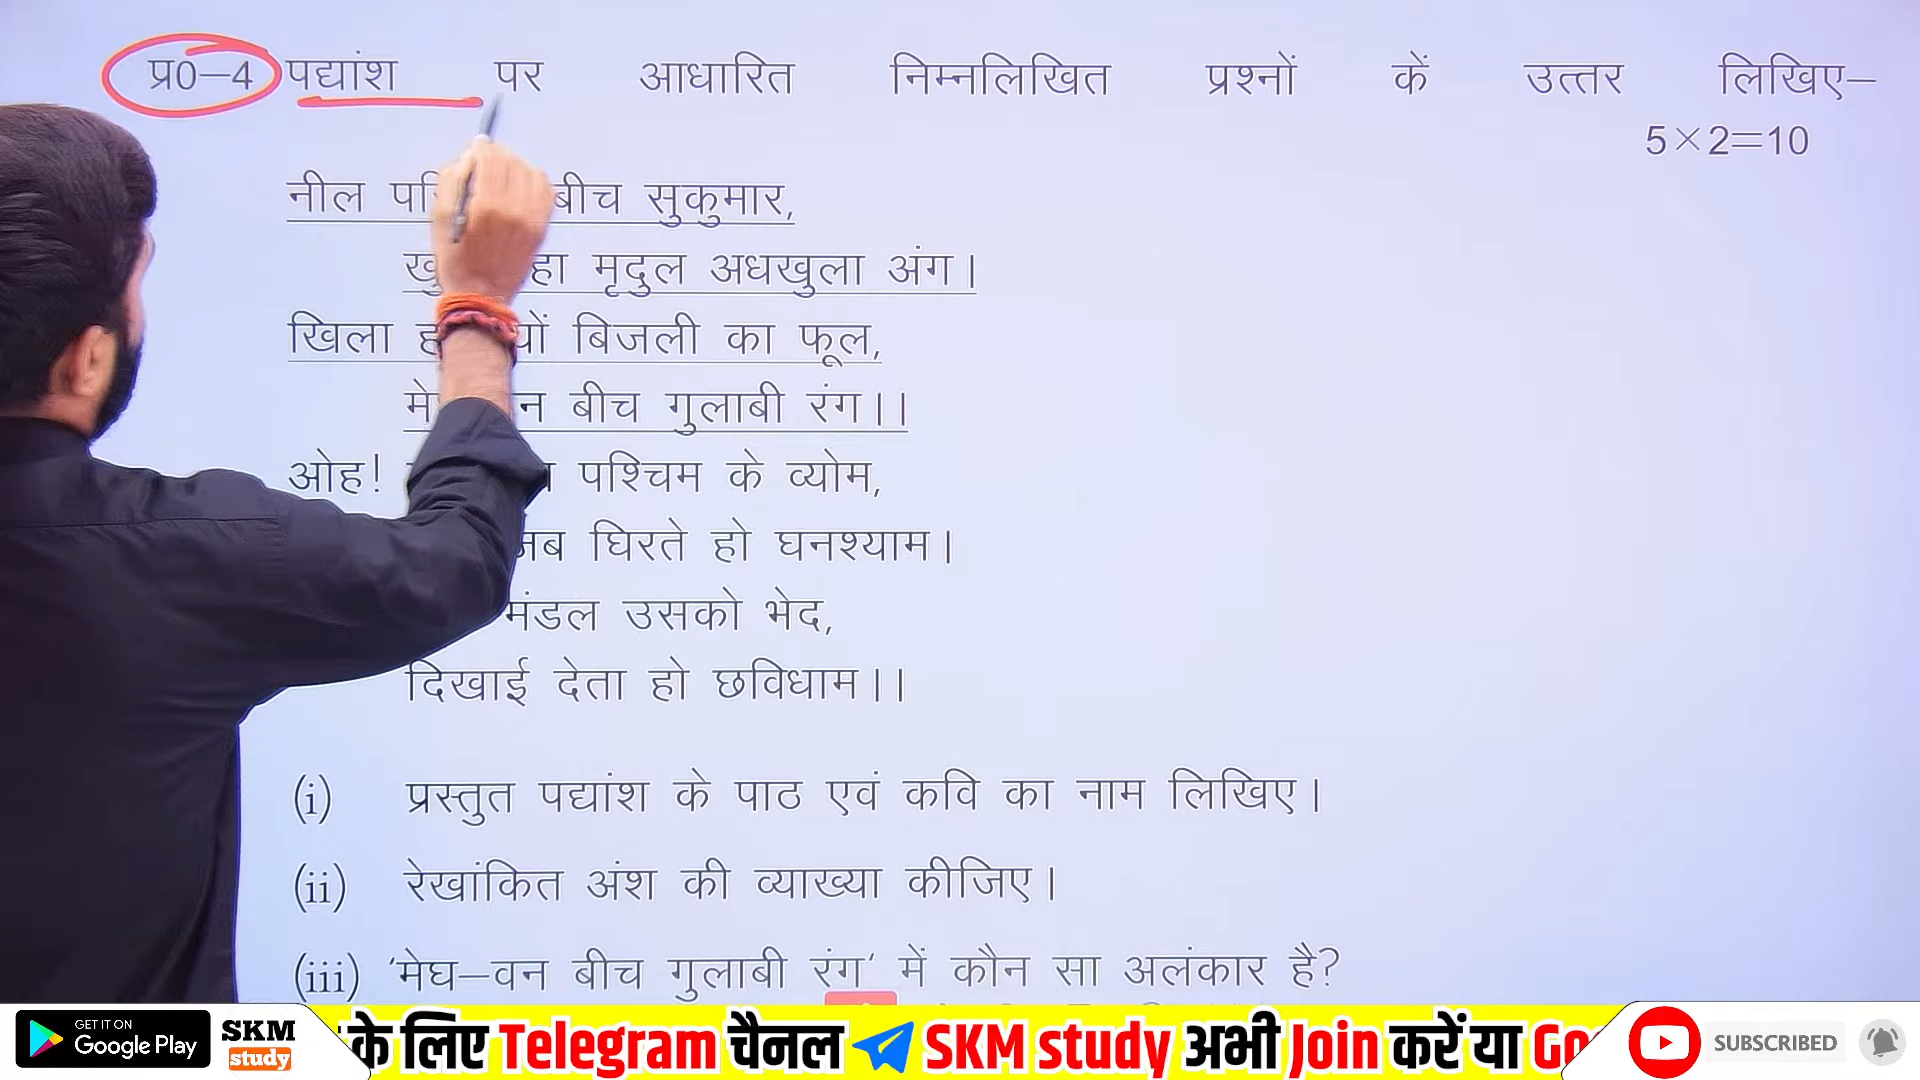 प्र0–4 पद्यांश पर आधारित निम्नलिखित प्रश्नों कें उत्तर लिखिए–
5×2=10
नील बीच सुकुमार,
मृदुल अधखुला अंग।
खिला बिजली का फूल,
बीच गुलाबी रंग।।
ओह! पश्चिम के व्योम,
घिरते हो घनश्याम।
मंडल उसको भेद,
दिखाई देता हो छविधाम।।
(i) प्रस्तुत पद्यांश के पाठ एवं कवि का नाम लिखिए।
(ii) रेखांकित अंश की व्याख्या कीजिए।
(iii) 'मेघ–वन बीच गुलाबी रंग' में कौन सा अलंकार है?
GET IT ON
Google Play
SKM
study
के लिए Telegram चैनल SKM study अभी Join करें या
SUBSCRIBED